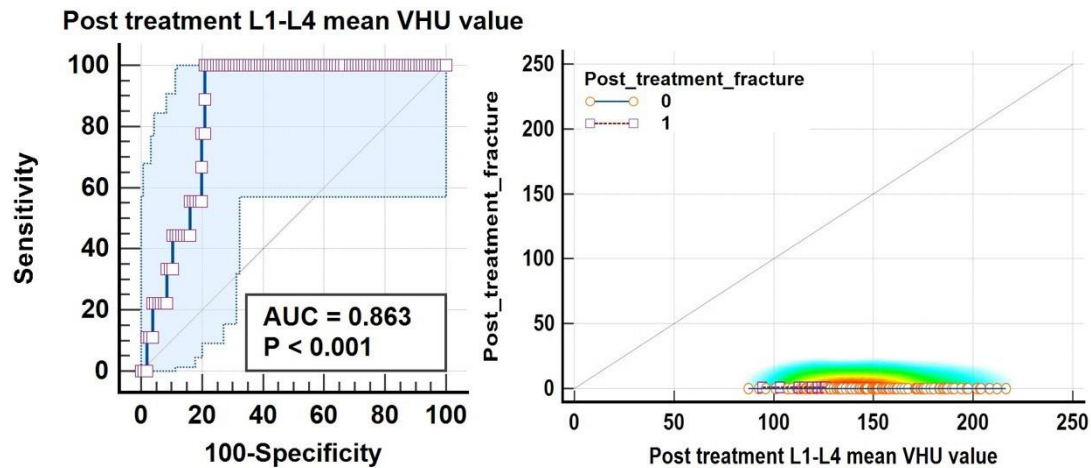 Post treatment L1-L4 mean VHU value
100
80
60
40
20
0
Sensitivity
AUC = 0.863
P < 0.001
0 20 40 60 80 100
100-Specificity
250
200
150
100
50
0
Post_treatment_fracture
Post_treatment_fracture
0
1
0 50 100 150 200 250
Post treatment L1-L4 mean VHU value